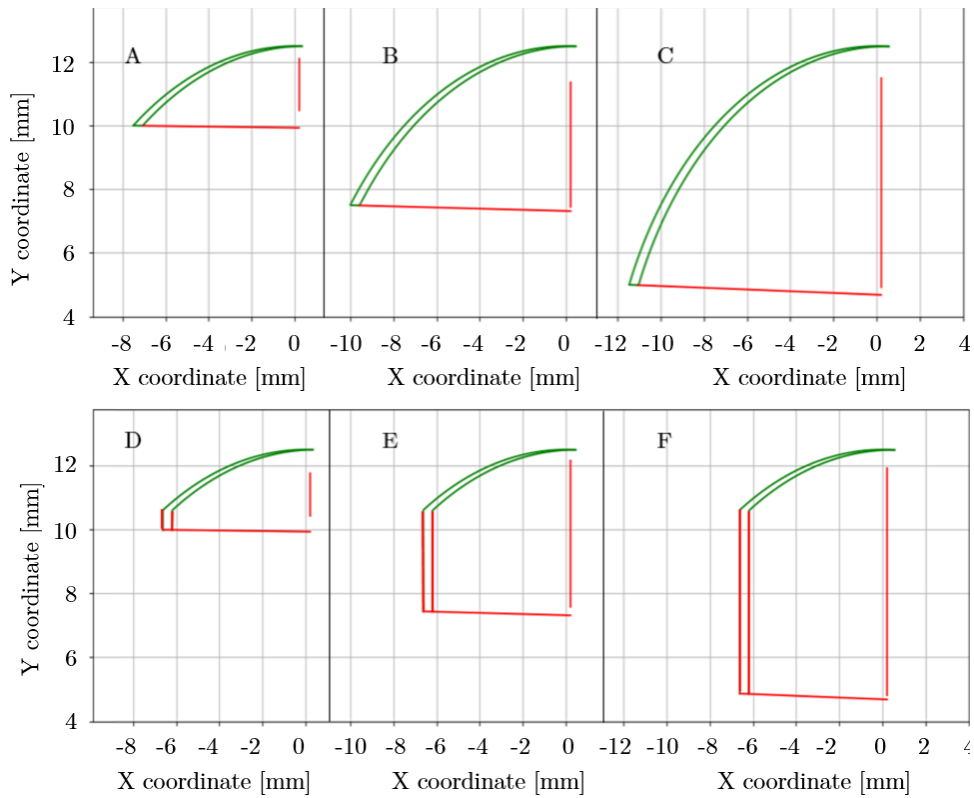 A B C
12
10
8
6
4
Y coordinate [mm]
-8 -6 -4 -2 0 -10 -8 -6 -4 -2 0 -12 -10 -8 -6 -4 -2 0 2 4
X coordinate [mm] X coordinate [mm] X coordinate [mm]
D E F
12
10
8
6
4
Y coordinate [mm]
-8 -6 -4 -2 0 -10 -8 -6 -4 -2 0 -12 -10 -8 -6 -4 -2 0 2 4
X coordinate [mm] X coordinate [mm] X coordinate [mm]